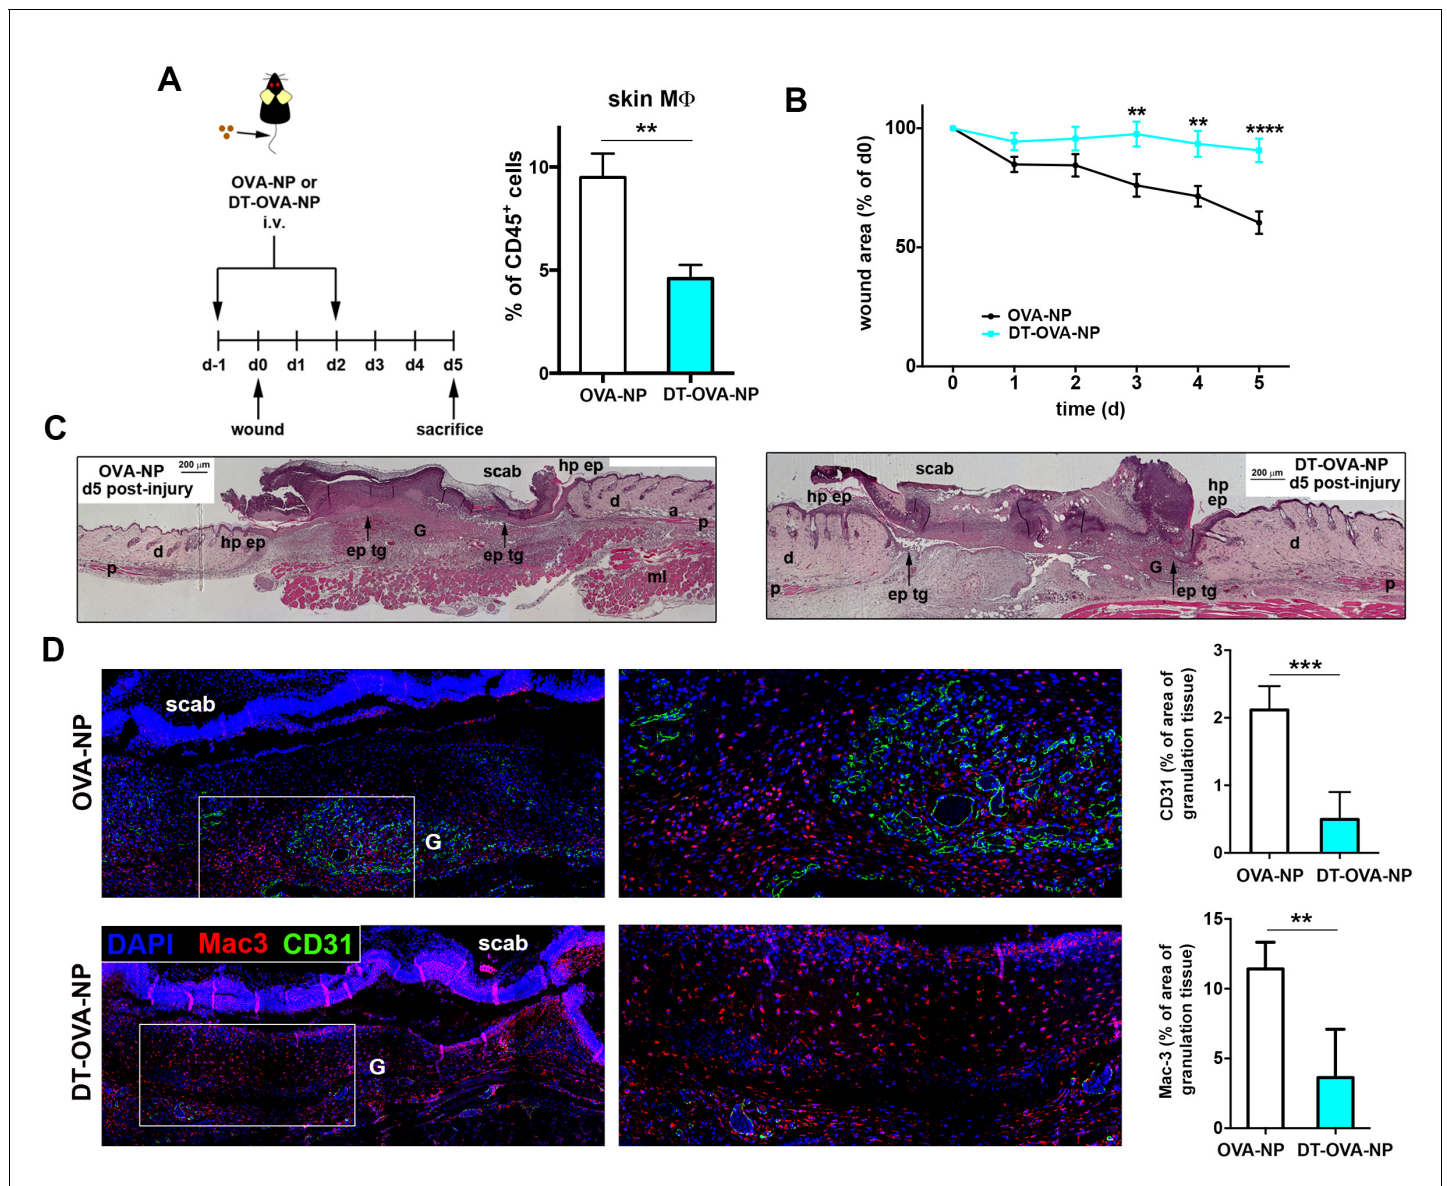 A
OVA-NP or
DT-OVA-NP
i.v.
d-1 d0 d1 d2 d3 d4 d5
wound sacrifice
skin MΦ
**
% of CD45+ cells
10
5
0
OVA-NP DT-OVA-NP
B
wound area (% of d0)
100
50
0
** ** ****
OVA-NP
DT-OVA-NP
0 1 2 3 4 5
time (d)
C
OVA-NP
d5 post-injury
200 μm
scab
hp ep
d
a
p
G
hp ep
ep tg
ep tg
d
p
ml
DT-OVA-NP
d5 post-injury
200 μm
scab
hp ep
hp
ep
d
d
G
p
ep tg
ep tg
p
D
OVA-NP
scab
G
CD31 (% of area of
granulation tissue)
3
2
1
0
***
OVA-NP DT-OVA-NP
DT-OVA-NP
DAPI Mac3 CD31
scab
G
Mac-3 (% of area of
granulation tissue)
15
10
5
0
**
OVA-NP DT-OVA-NP